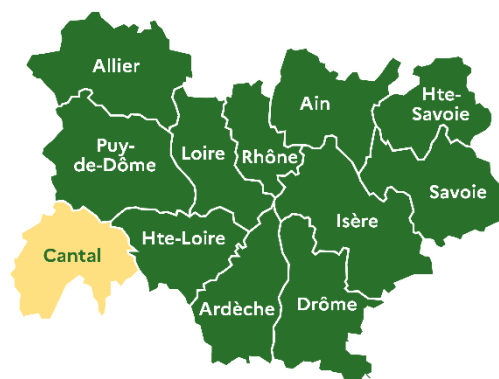 Allier
Ain
Hte-
Savoie
Puy-
de-Dôme
Loire
Rhône
Savoie
Isère
Hte-Loire
Cantal
Ardèche
Drôme